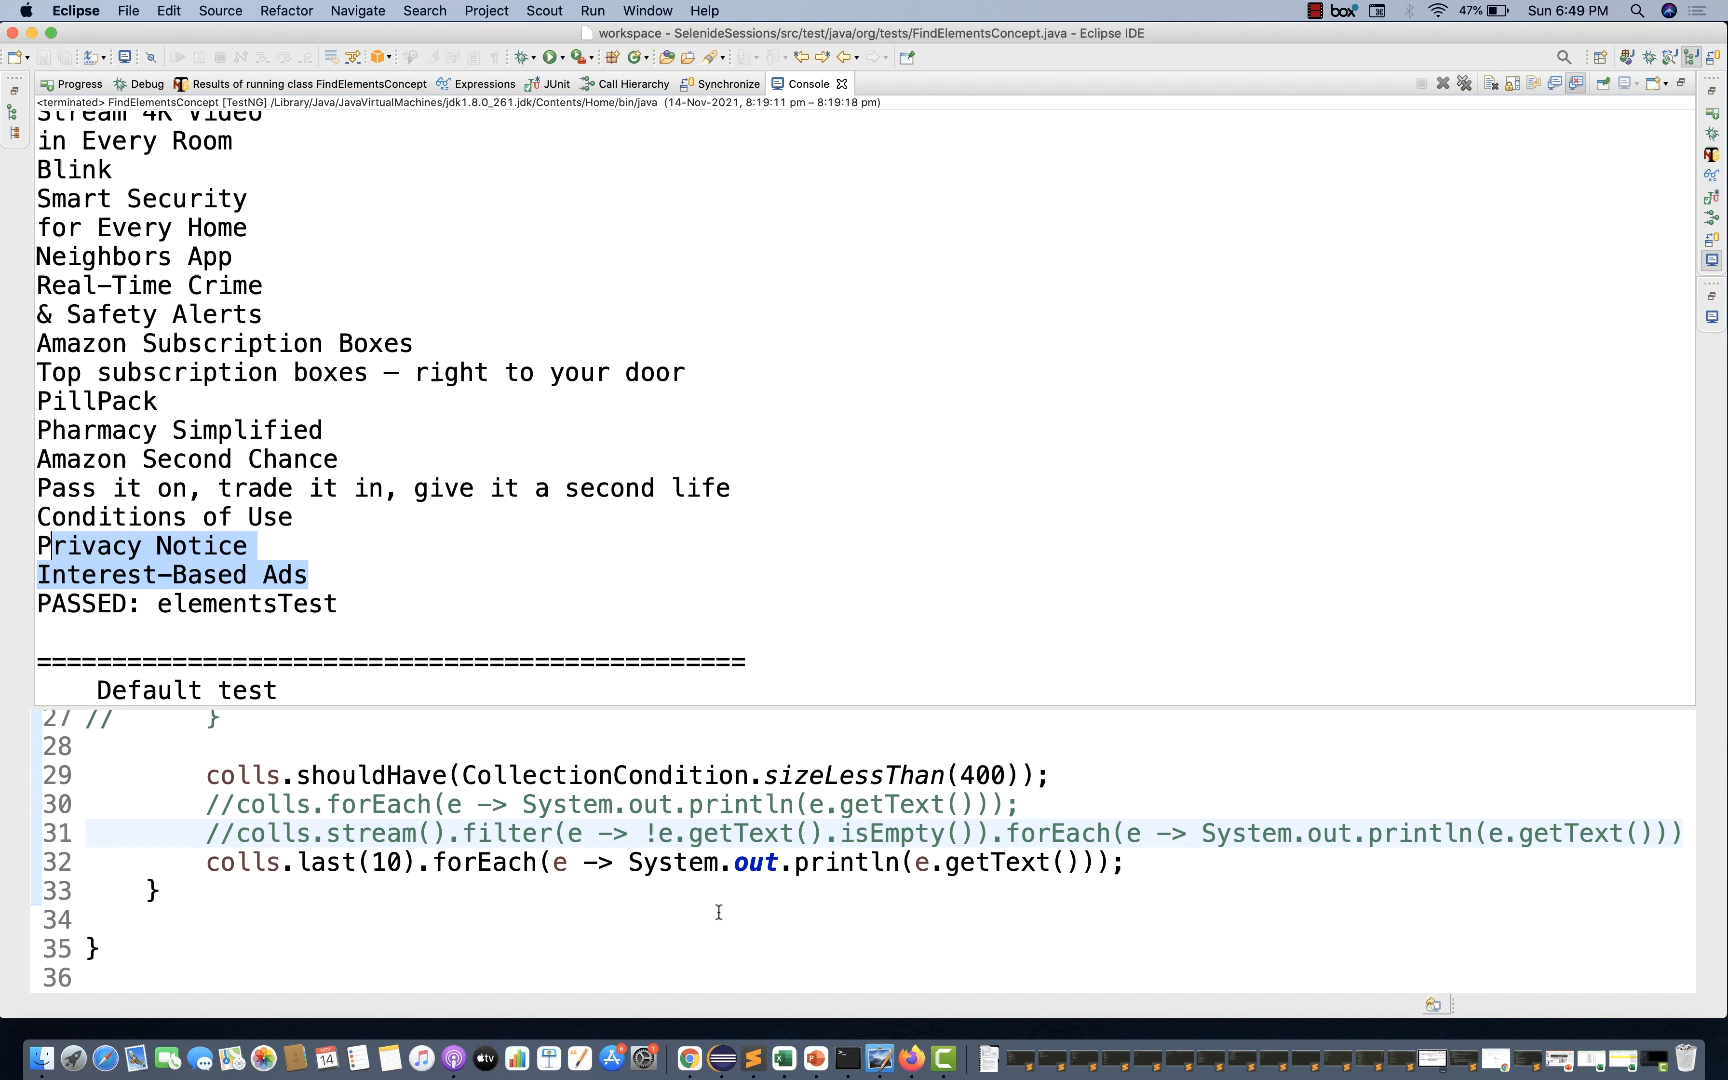 Eclipse File Edit Source Refactor Navigate Search Project Scout Run Window Help box 47% Sun 6:49 PM
workspace - SelenideSessions/src/test/java/org/tests/FindElementsConcept.java - Eclipse IDE
Progress Debug Results of running class FindElementsConcept Expressions JUnit Call Hierarchy Synchronize Console
<terminated> FindElementsConcept [TestNG] /Library/Java/JavaVirtualMachines/jdk1.8.0_261.jdk/Contents/Home/bin/java (14-Nov-2021, 8:19:11 pm – 8:19:18 pm)
Stream 4K Video
in Every Room
Blink
Smart Security
for Every Home
Neighbors App
Real-Time Crime
& Safety Alerts
Amazon Subscription Boxes
Top subscription boxes – right to your door
PillPack
Pharmacy Simplified
Amazon Second Chance
Pass it on, trade it in, give it a second life
Conditions of Use
Privacy Notice
Interest-Based Ads
PASSED: elementsTest
===============================================
Default test
27 // }
28
29 colls.shouldHave(CollectionCondition.sizeLessThan(400));
30 //colls.forEach(e -> System.out.println(e.getText()));
31 //colls.stream().filter(e -> !e.getText().isEmpty()).forEach(e -> System.out.println(e.getText()))
32 colls.last(10).forEach(e -> System.out.println(e.getText()));
33 }
34
35 }
36